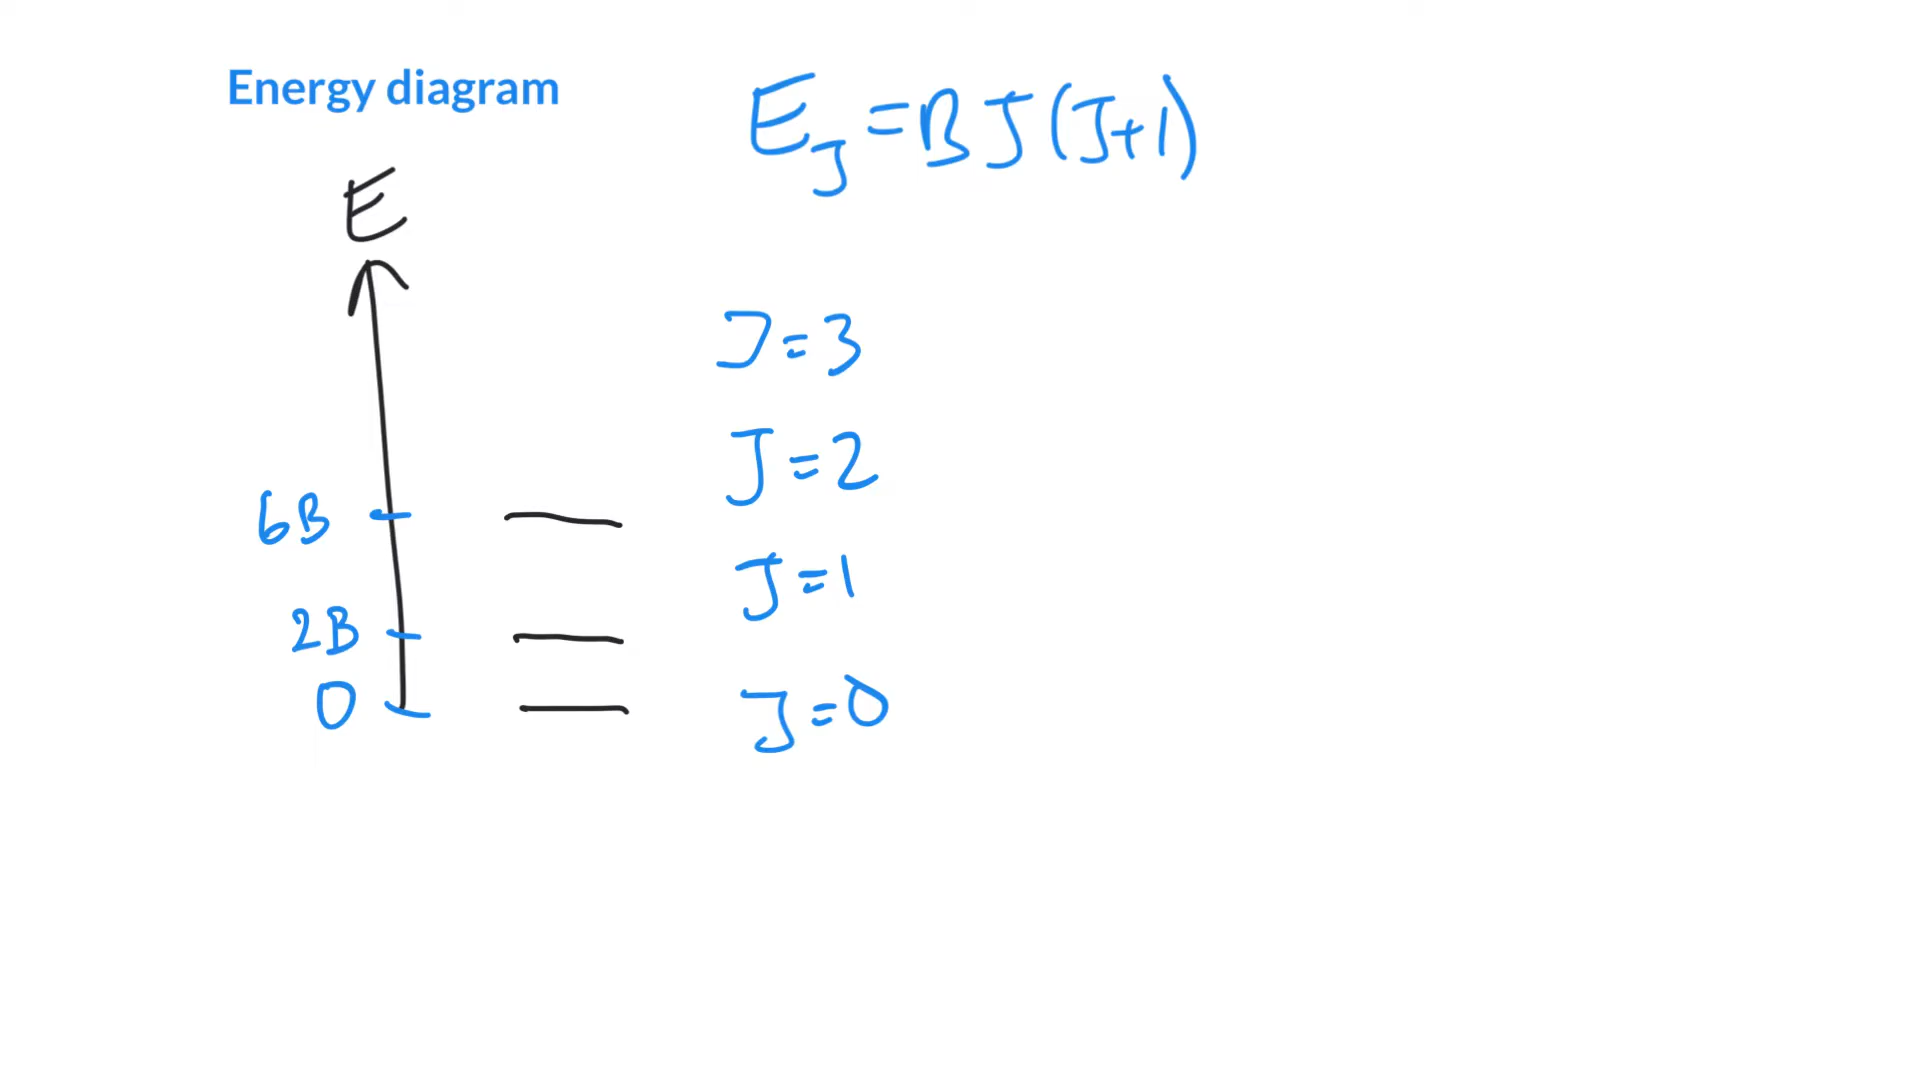 Energy diagram
E_J = BJ(J+1)
E
J=3
J=2
6B
J=1
2B
0
J=0